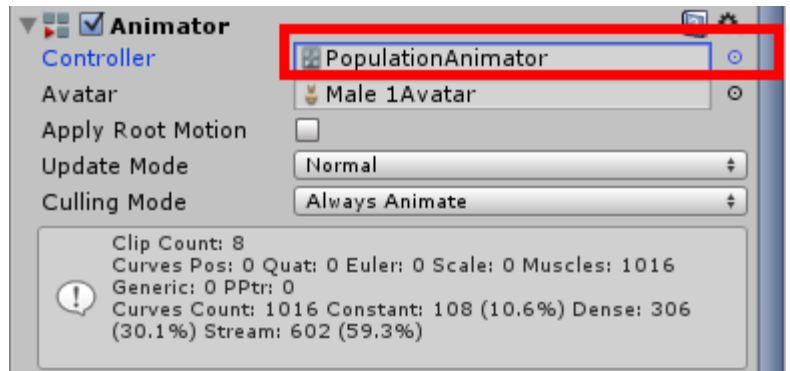 Animator
Controller PopulationAnimator
Avatar Male 1Avatar
Apply Root Motion
Update Mode Normal
Culling Mode Always Animate
Clip Count: 8
Curves Pos: 0 Quat: 0 Euler: 0 Scale: 0 Muscles: 1016
Generic: 0 PPtr: 0
Curves Count: 1016 Constant: 108 (10.6%) Dense: 306
(30.1%) Stream: 602 (59.3%)